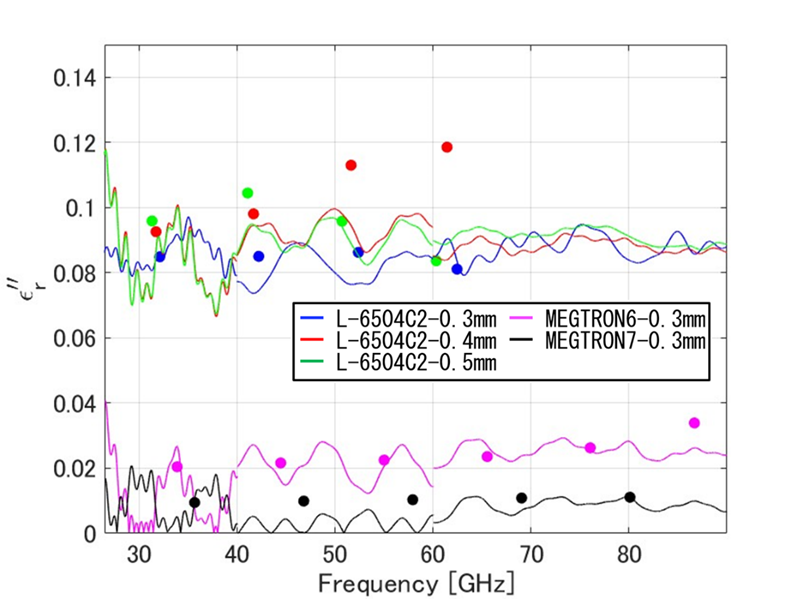 0.14
0.12
0.1
0.08
0.06
0.04
0.02
0
ϵr″
L-6504C2-0.3mm MEGTRON6-0.3mm
L-6504C2-0.4mm MEGTRON7-0.3mm
L-6504C2-0.5mm
30 40 50 60 70 80
Frequency [GHz]